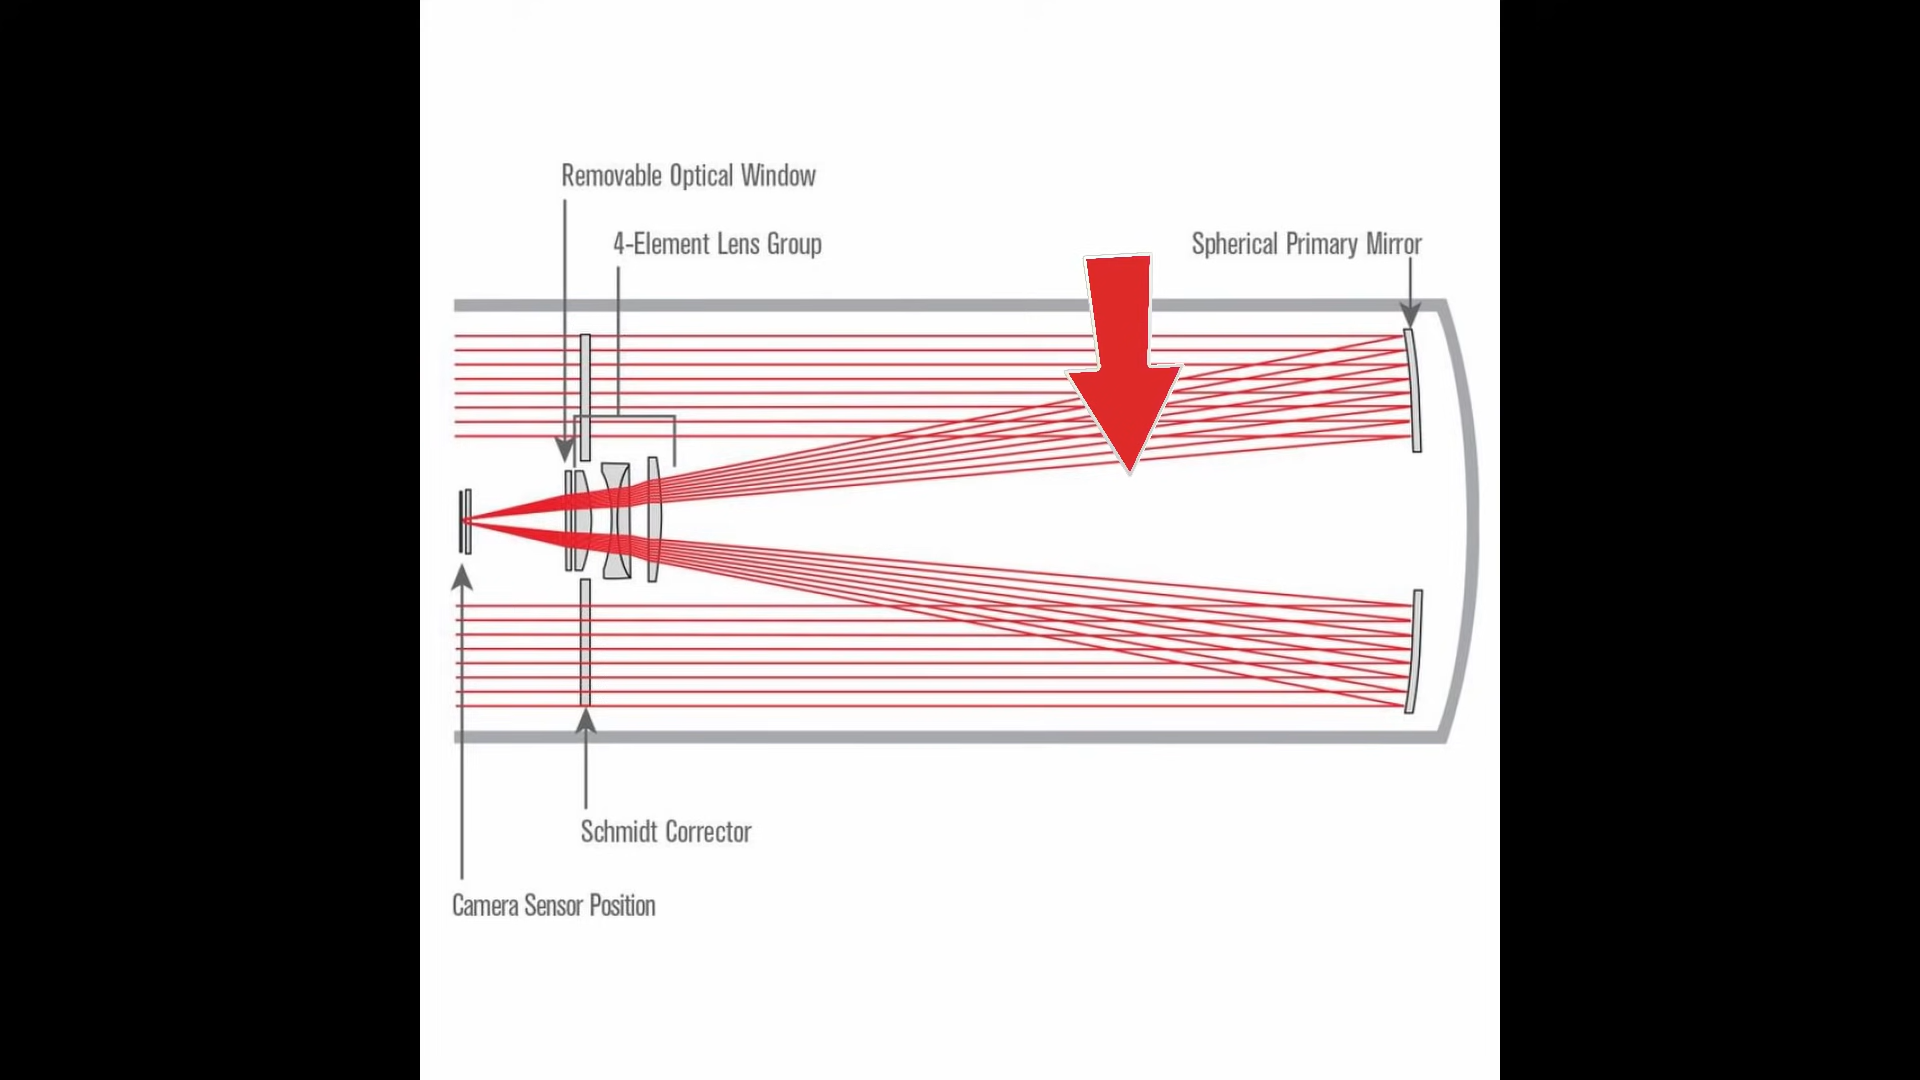 Removable Optical Window
4-Element Lens Group
Spherical Primary Mirror
Schmidt Corrector
Camera Sensor Position